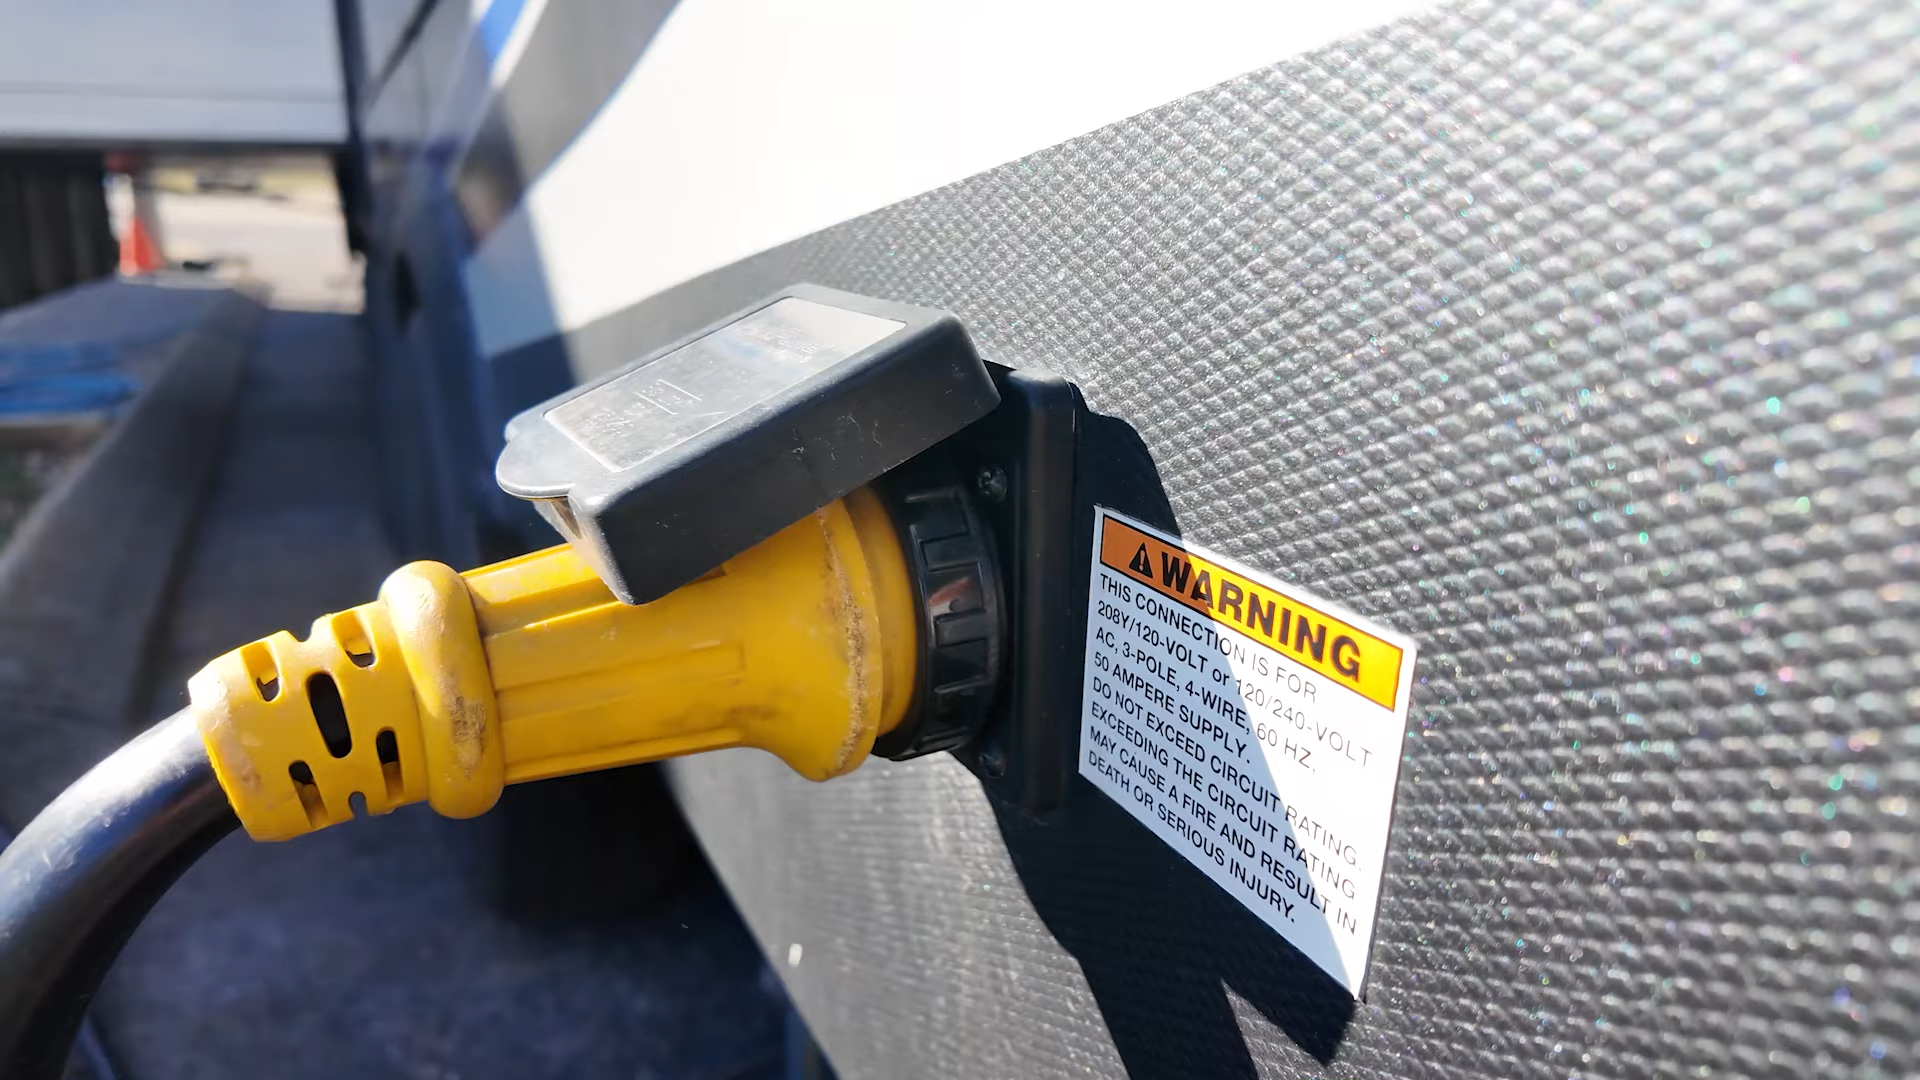 WARNING
THIS CONNECTION IS FOR
208Y/120-VOLT or 120/240-VOLT
AC, 3-POLE, 4-WIRE, 60 HZ.
50 AMPERE SUPPLY.
DO NOT EXCEED CIRCUIT RATING.
EXCEEDING THE CIRCUIT RATING
MAY CAUSE A FIRE AND RESULT IN
DEATH OR SERIOUS INJURY.